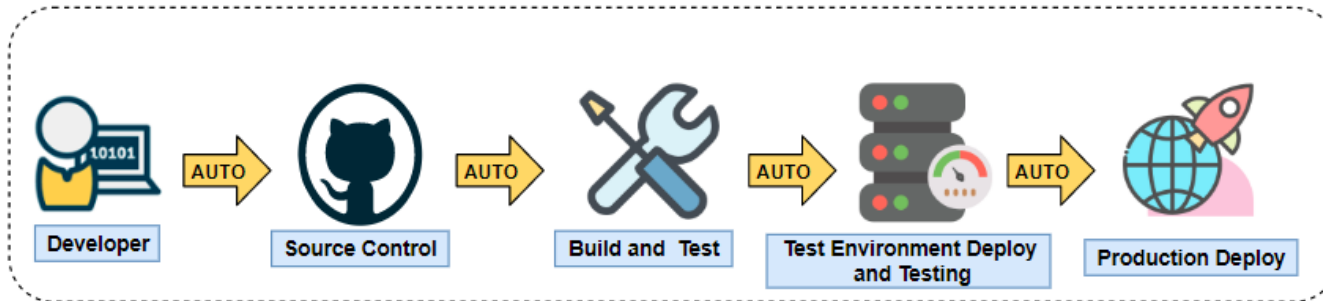 10101
AUTO
AUTO
AUTO
AUTO
Developer
Source Control
Build and Test
Test Environment Deploy
and Testing
Production Deploy